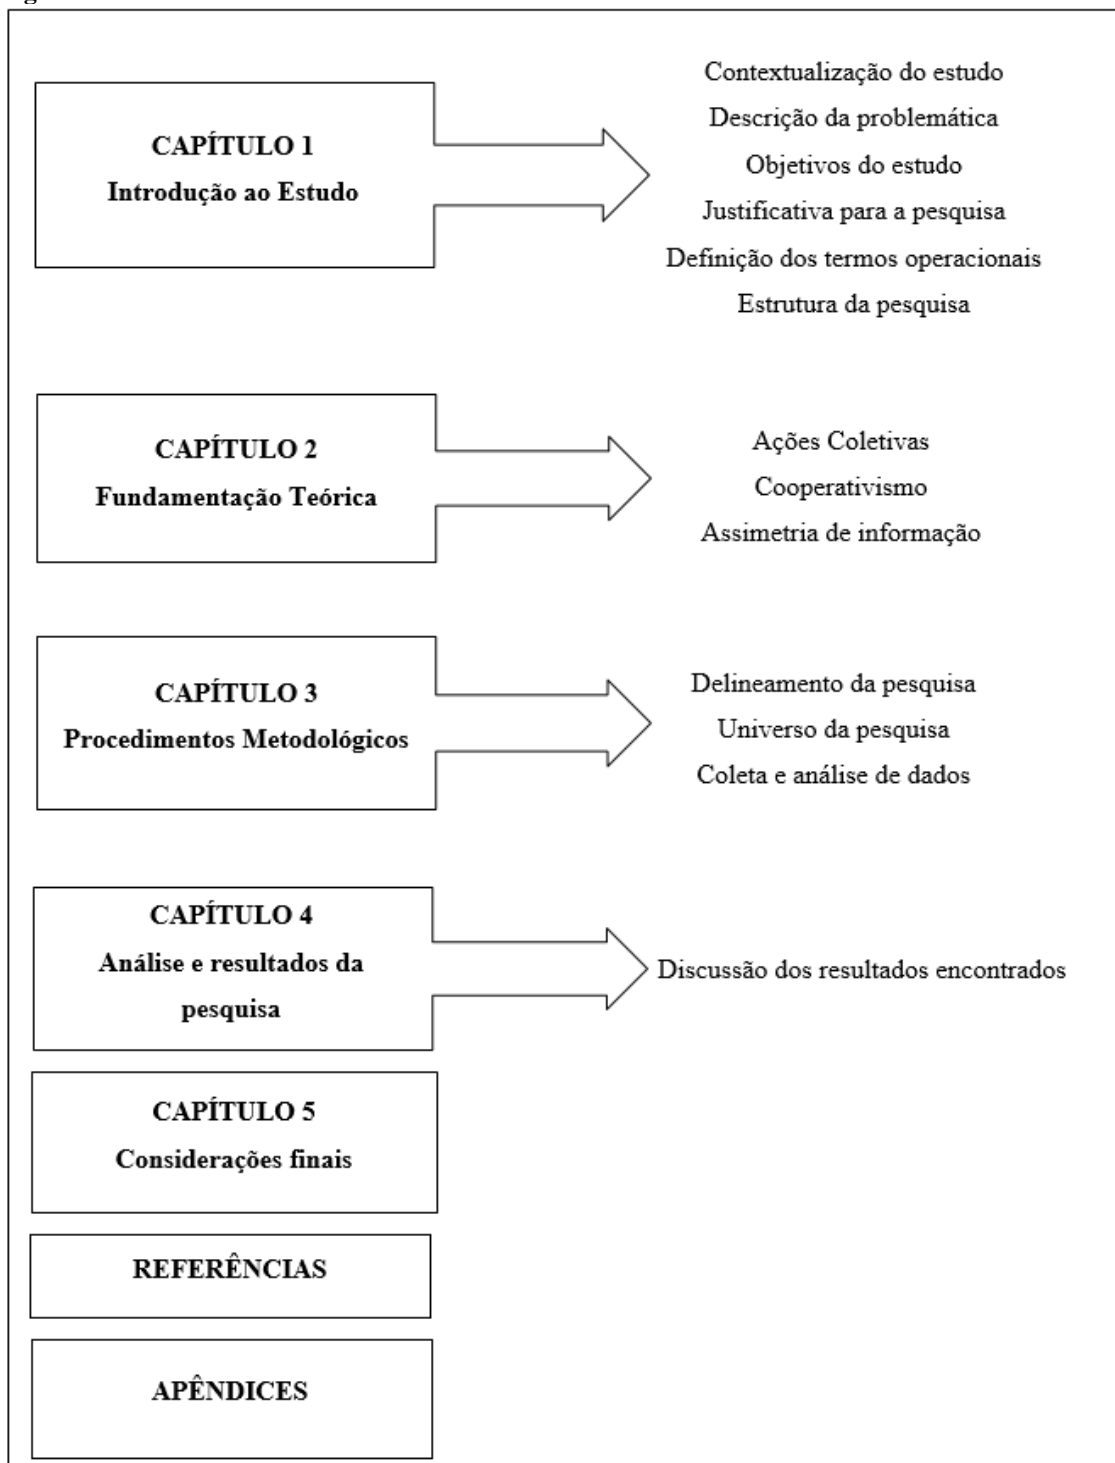 CAPÍTULO 1
Introdução ao Estudo
Contextualização do estudo
Descrição da problemática
Objetivos do estudo
Justificativa para a pesquisa
Definição dos termos operacionais
Estrutura da pesquisa
CAPÍTULO 2
Fundamentação Teórica
Ações Coletivas
Cooperativismo
Assimetria de informação
CAPÍTULO 3
Procedimentos Metodológicos
Delineamento da pesquisa
Universo da pesquisa
Coleta e análise de dados
CAPÍTULO 4
Análise e resultados da
pesquisa
Discussão dos resultados encontrados
CAPÍTULO 5
Considerações finais
REFERÊNCIAS
APÊNDICES